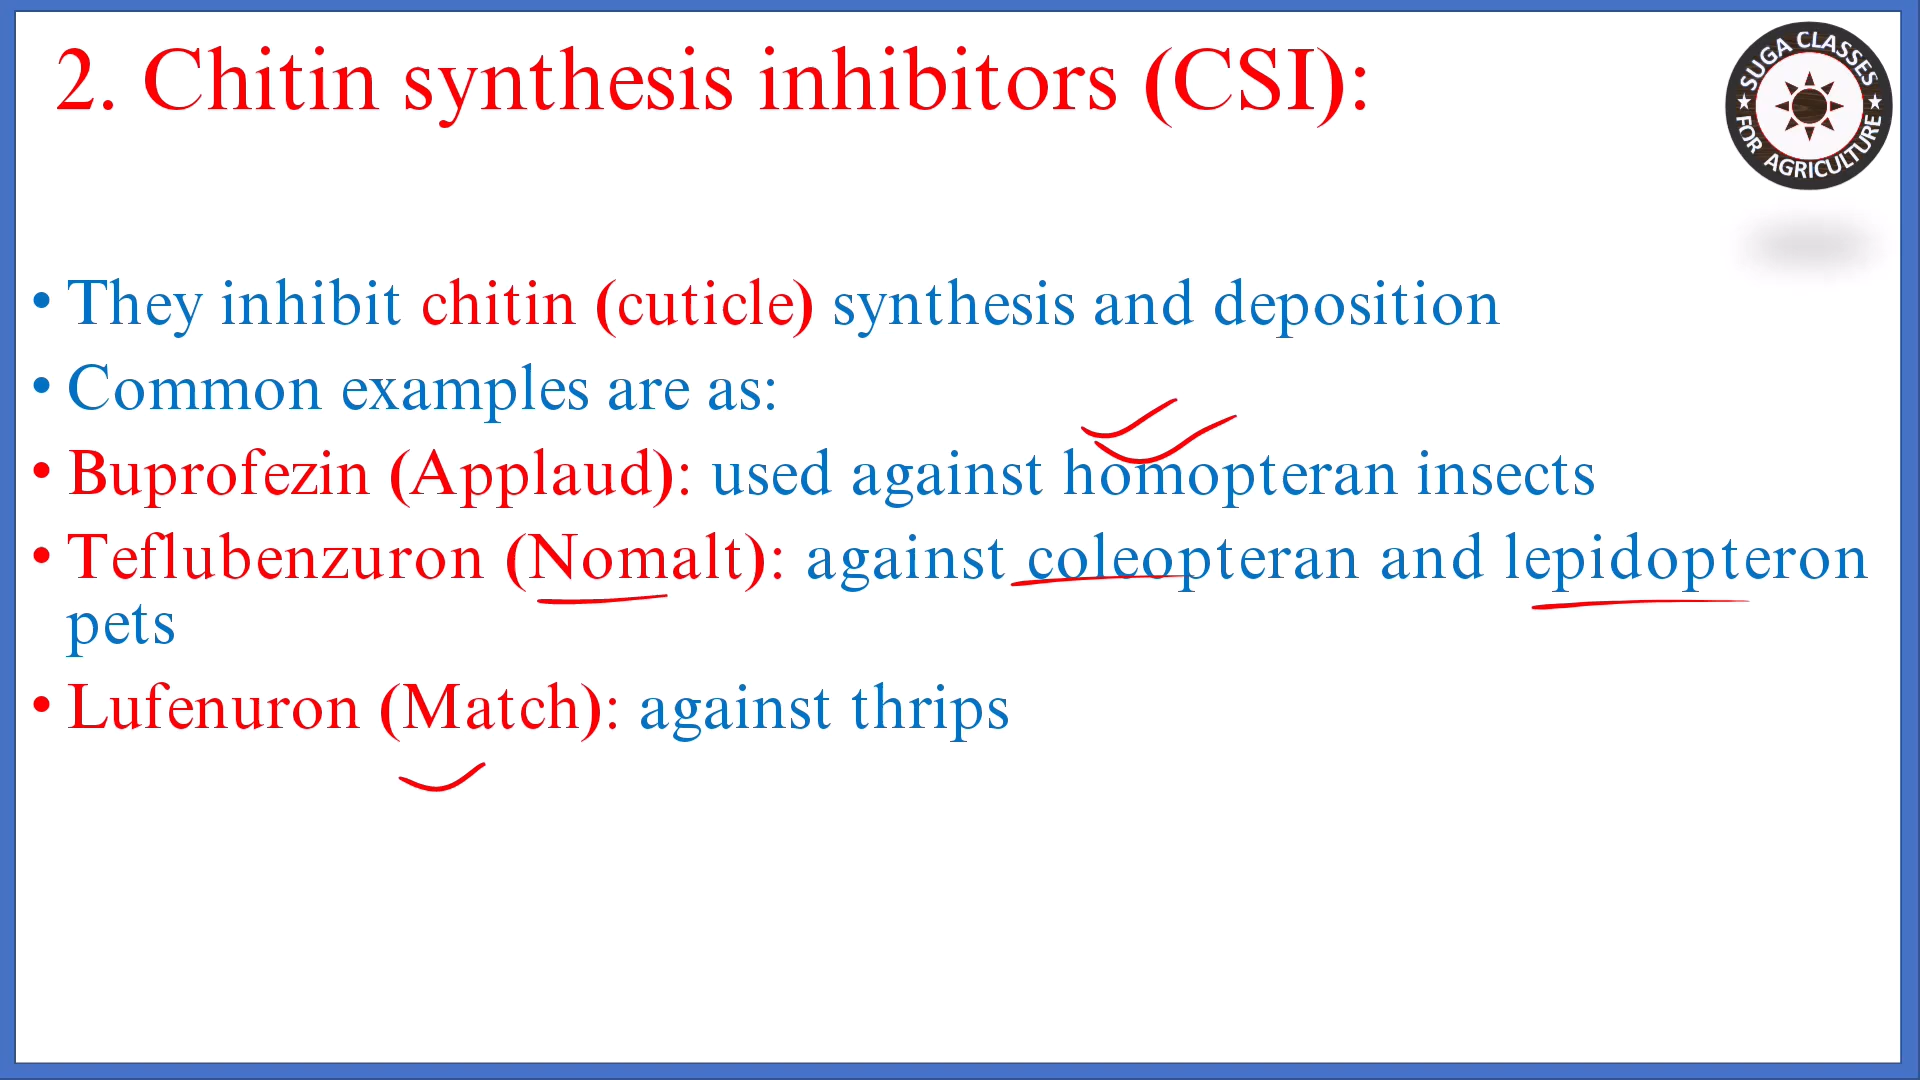 2. Chitin synthesis inhibitors (CSI):
SUGA CLASSES
FOR AGRICULTURE
• They inhibit chitin (cuticle) synthesis and deposition
• Common examples are as:
• Buprofezin (Applaud): used against homopteran insects
• Teflubenzuron (Nomalt): against coleopteran and lepidopteron
pets
• Lufenuron (Match): against thrips